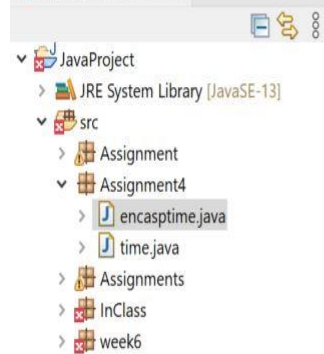 JavaProject
JRE System Library [JavaSE-13]
src
Assignment
Assignment4
encasptime.java
time.java
Assignments
InClass
week6